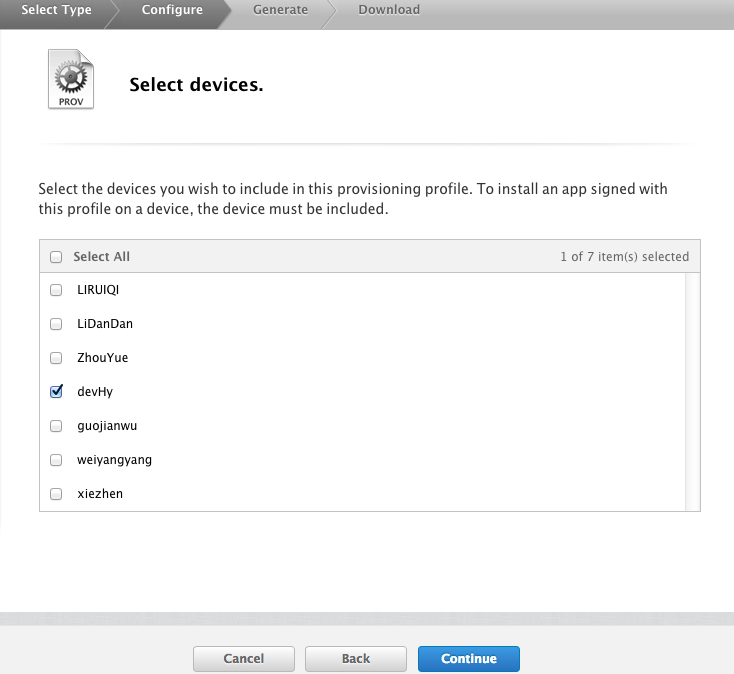 Select Type Configure Generate Download
PROV
Select devices.
Select the devices you wish to include in this provisioning profile. To install an app signed with
this profile on a device, the device must be included.
Select All 1 of 7 item(s) selected
LIRUIQI
LiDanDan
ZhouYue
devHy
guojianwu
weiyangyang
xiezhen
Cancel Back Continue